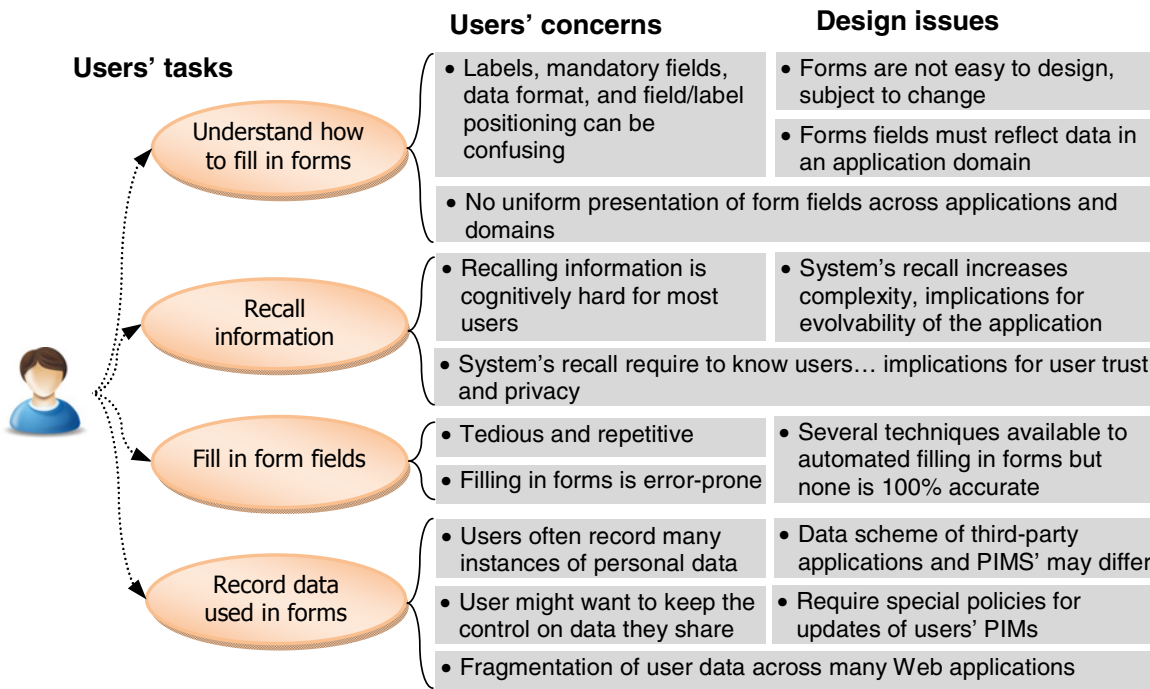 Users' concerns
Design issues
Users' tasks
Understand how
to fill in forms
• Labels, mandatory fields,
data format, and field/label
positioning can be
confusing
• Forms are not easy to design,
subject to change
• Forms fields must reflect data in
an application domain
• No uniform presentation of form fields across applications and
domains
Recall
information
• Recalling information is
cognitively hard for most
users
• System's recall increases
complexity, implications for
evolvability of the application
• System's recall require to know users… implications for user trust
and privacy
Fill in form fields
• Tedious and repetitive
• Filling in forms is error-prone
• Several techniques available to
automated filling in forms but
none is 100% accurate
Record data
used in forms
• Users often record many
instances of personal data
• Data scheme of third-party
applications and PIMS' may differ
• User might want to keep the
control on data they share
• Require special policies for
updates of users' PIMs
• Fragmentation of user data across many Web applications